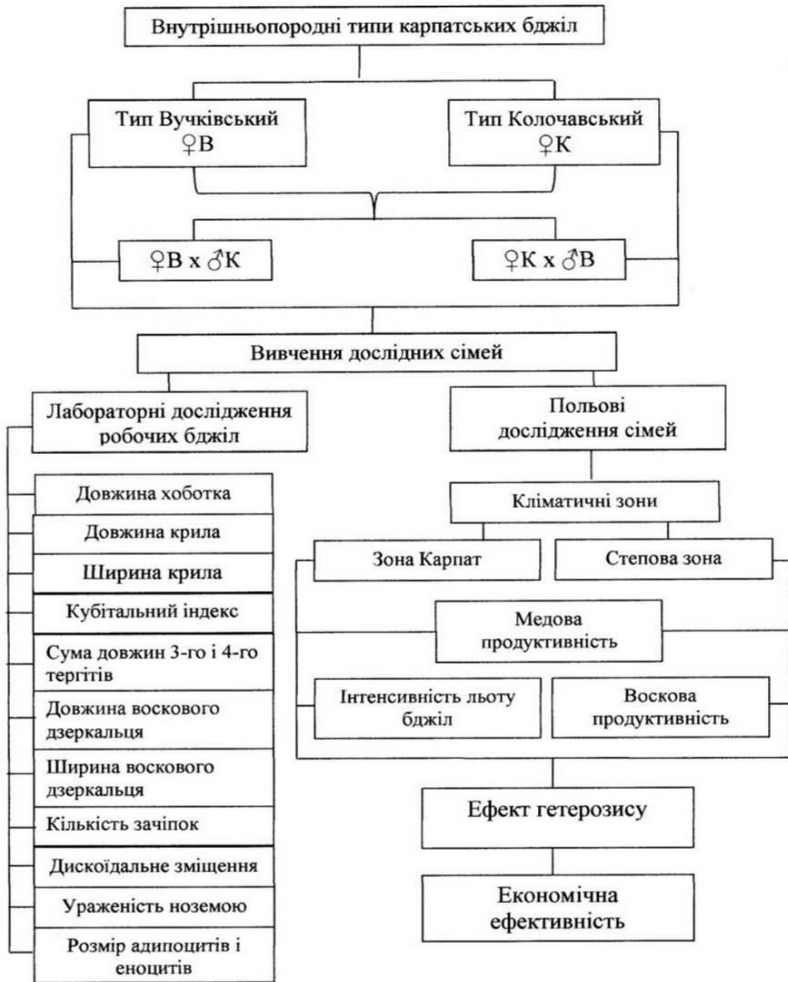 Внутрішньопородні типи карпатських бджіл
Тип Вучківський
♀В
Тип Колочавський
♀К
♀В х ♂К
♀К х ♂В
Вивчення дослідних сімей
Лабораторні дослідження
робочих бджіл
Довжина хоботка
Довжина крила
Ширина крила
Кубітальний індекс
Сума довжин 3-го і 4-го
тергітів
Довжина воскового
дзеркальця
Ширина воскового
дзеркальця
Кількість зачіпок
Дискоїдальне зміщення
Ураженість ноземою
Розмір адипоцитів і
еноцитів
Польові
дослідження сімей
Кліматичні зони
Зона Карпат
Степова зона
Медова
продуктивність
Інтенсивність льоту
бджіл
Воскова
продуктивність
Ефект гетерозису
Економічна
ефективність